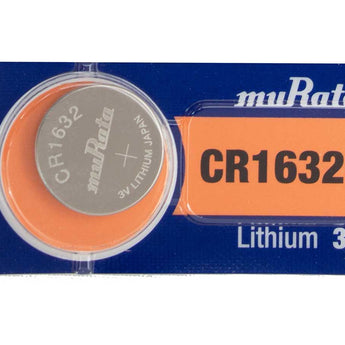 CR1632
muRata
+
3V LITHIUM JAPAN
muRata
CR1632
Lithium 3